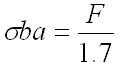 σba = F / 1.7